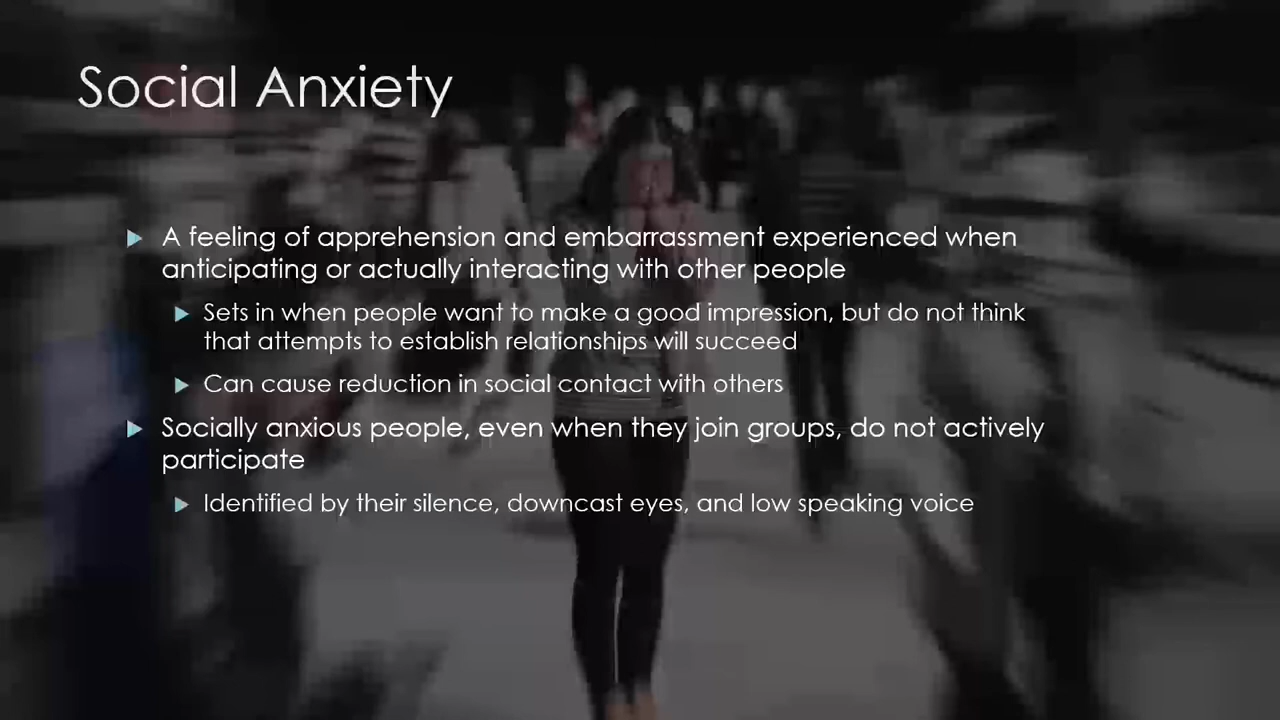 Social Anxiety
A feeling of apprehension and embarrassment experienced when
anticipating or actually interacting with other people
Sets in when people want to make a good impression, but do not think
that attempts to establish relationships will succeed
Can cause reduction in social contact with others
Socially anxious people, even when they join groups, do not actively
participate
Identified by their silence, downcast eyes, and low speaking voice